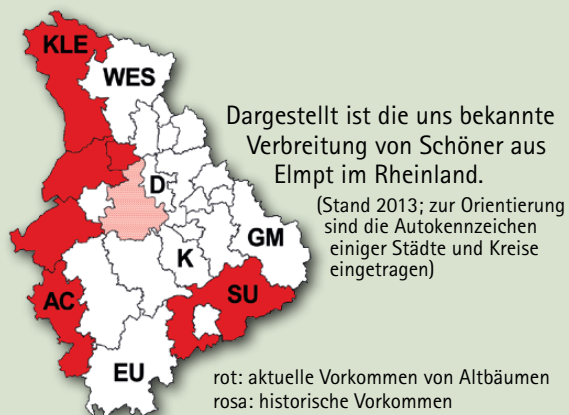 KLE
WES
Dargestellt ist die uns bekannte
Verbreitung von Schöner aus
Elmpt im Rheinland.
(Stand 2013; zur Orientierung
sind die Autokennzeichen
einiger Städte und Kreise
eingetragen)
D
GM
K
SU
AC
EU
rot: aktuelle Vorkommen von Altbäumen
rosa: historische Vorkommen